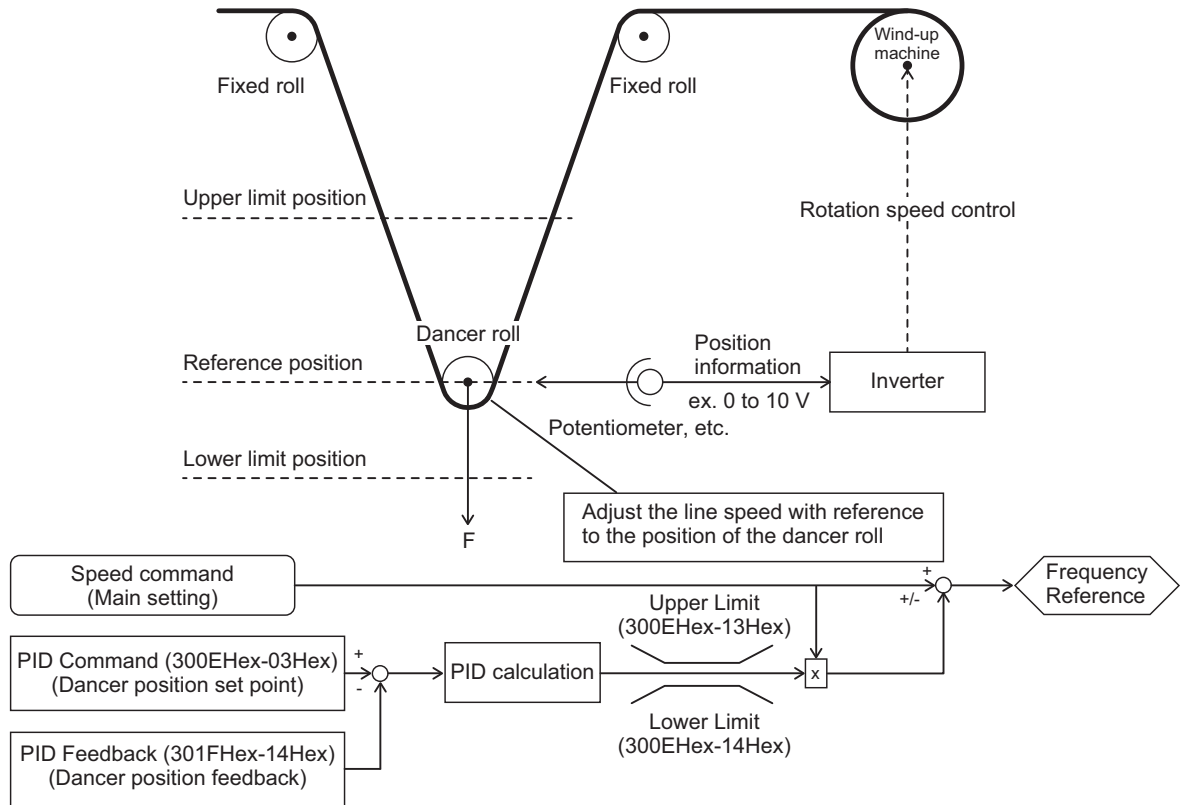 Wind-up
machine
Fixed roll
Fixed roll
Upper limit position
Rotation speed control
Dancer roll
Reference position
Position
information
ex. 0 to 10 V
Inverter
Potentiometer, etc.
Lower limit position
F
Adjust the line speed with reference
to the position of the dancer roll
Speed command
(Main setting)
+
+/-
Frequency
Reference
Upper Limit
(300EHex-13Hex)
PID Command (300EHex-03Hex)
(Dancer position set point)
+
-
PID calculation
x
Lower Limit
(300EHex-14Hex)
PID Feedback (301FHex-14Hex)
(Dancer position feedback)